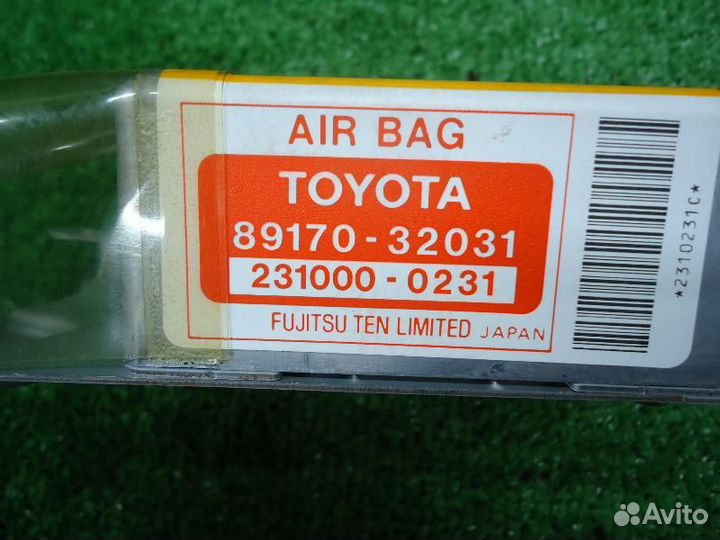 AIR BAG
TOYOTA
89170-32031
231000-0231
FUJITSU TEN LIMITED JAPAN
*2310231C*
Avito